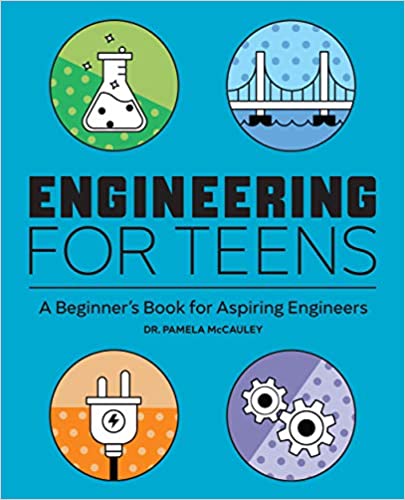 ENGINEERING
FOR TEENS
A Beginner's Book for Aspiring Engineers
DR. PAMELA McCAULEY